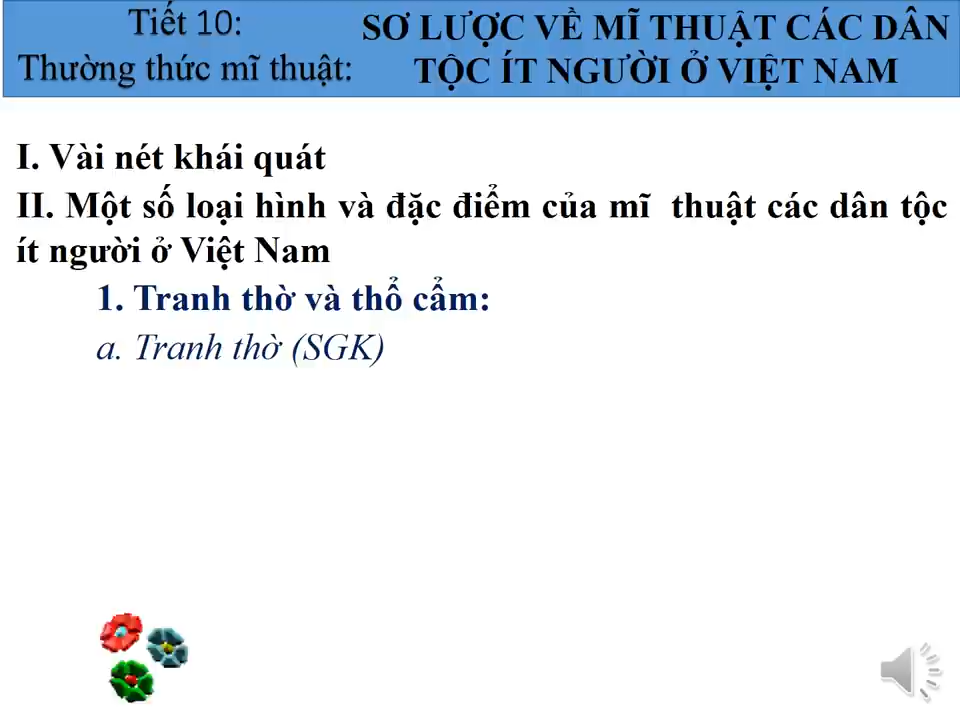 Tiết 10:
Thường thức mĩ thuật:
SƠ LƯỢC VỀ MĨ THUẬT CÁC DÂN
TỘC ÍT NGƯỜI Ở VIỆT NAM
I. Vài nét khái quát
II. Một số loại hình và đặc điểm của mĩ thuật các dân tộc
ít người ở Việt Nam
1. Tranh thờ và thổ cẩm:
a. Tranh thờ (SGK)